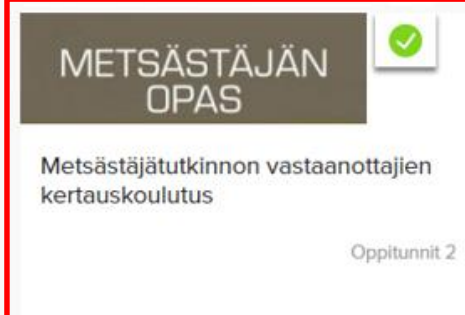 METSÄSTÄJÄN
OPAS
Metsästäjätutkinnon vastaanottajien
kertauskoulutus
Oppitunnit 2